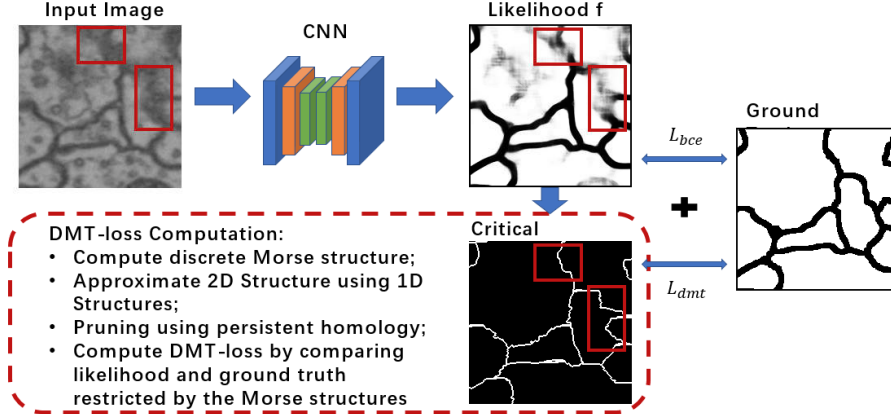 Input Image
CNN
Likelihood f
Ground
L_bce
+
DMT-loss Computation:
• Compute discrete Morse structure;
• Approximate 2D Structure using 1D
Structures;
• Pruning using persistent homology;
• Compute DMT-loss by comparing
likelihood and ground truth
restricted by the Morse structures
Critical
L_dmt